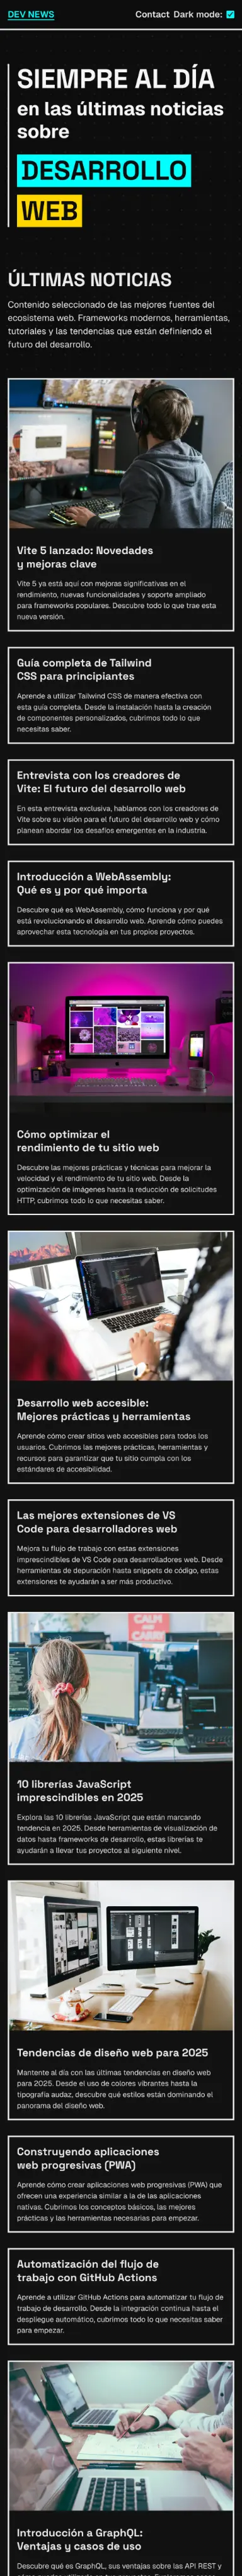 DEV NEWS
Contact Dark mode:
SIEMPRE AL DÍA
en las últimas noticias
sobre
DESARROLLO
WEB
ÚLTIMAS NOTICIAS
Contenido seleccionado de las mejores fuentes del
ecosistema web. Frameworks modernos, herramientas,
tutoriales y las tendencias que están definiendo el
futuro del desarrollo.
Vite 5 lanzado: Novedades
y mejoras clave
Vite 5 ya está aquí con mejoras significativas en el
rendimiento, nuevas funcionalidades y soporte ampliado
para frameworks populares. Descubre todo lo que trae esta
nueva versión.
Guía completa de Tailwind
CSS para principiantes
Aprende a utilizar Tailwind CSS de manera efectiva con
esta guía completa. Desde la instalación hasta la creación
de componentes personalizados, cubrimos todo lo que
necesitas saber.
Entrevista con los creadores de
Vite: El futuro del desarrollo web
En esta entrevista exclusiva, hablamos con los creadores de
Vite sobre su visión para el futuro del desarrollo web y cómo
planean abordar los desafíos emergentes en la industria.
Introducción a WebAssembly:
Qué es y por qué importa
Descubre qué es WebAssembly, cómo funciona y por qué
está revolucionando el desarrollo web. Aprende cómo puedes
aprovechar esta tecnología en tus propios proyectos.
Cómo optimizar el
rendimiento de tu sitio web
Descubre las mejores prácticas y técnicas para mejorar la
velocidad y el rendimiento de tu sitio web. Desde la
optimización de imágenes hasta la reducción de solicitudes
HTTP, cubrimos todo lo que necesitas saber.
Desarrollo web accesible:
Mejores prácticas y herramientas
Aprende cómo crear sitios web accesibles para todos los
usuarios. Cubrimos las mejores prácticas, herramientas y
recursos para garantizar que tu sitio cumpla con los
estándares de accesibilidad.
Las mejores extensiones de VS
Code para desarrolladores web
Mejora tu flujo de trabajo con estas extensiones
imprescindibles de VS Code para desarrolladores web. Desde
herramientas de depuración hasta snippets de código, estas
extensiones te ayudarán a ser más productivo.
CALM
AND
10 librerías JavaScript
imprescindibles en 2025
Explora las 10 librerías JavaScript que están marcando
tendencia en 2025. Desde herramientas de visualización de
datos hasta frameworks de desarrollo, estas librerías te
ayudarán a llevar tus proyectos al siguiente nivel.
Tendencias de diseño web para 2025
Mantente al día con las últimas tendencias en diseño web
para 2025. Desde el uso de colores vibrantes hasta la
tipografía audaz, descubre qué estilos están dominando el
panorama del diseño web.
Construyendo aplicaciones
web progresivas (PWA)
Aprende cómo crear aplicaciones web progresivas (PWA) que
ofrecen una experiencia similar a la de las aplicaciones
nativas. Cubrimos los conceptos básicos, las mejores
prácticas y las herramientas necesarias para empezar.
Automatización del flujo de
trabajo con GitHub Actions
Aprende a utilizar GitHub Actions para automatizar tu flujo de
trabajo de desarrollo. Desde la integración continua hasta el
despliegue automático, cubrimos todo lo que necesitas saber
para empezar.
Introducción a GraphQL:
Ventajas y casos de uso
Descubre qué es GraphQL, sus ventajas sobre las API REST y